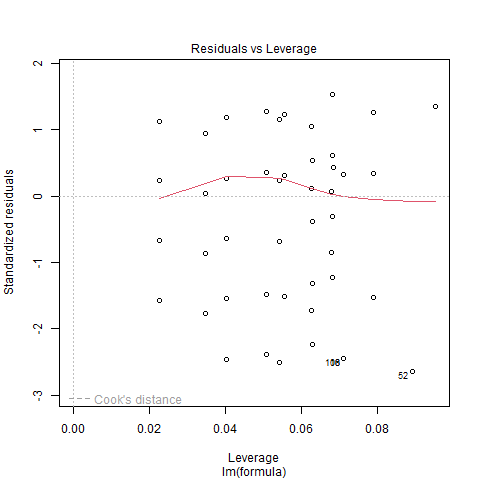 Residuals vs Leverage
Standardized residuals
2
1
0
-1
-2
-3
52
Cook's distance
0.00 0.02 0.04 0.06 0.08
Leverage
lm(formula)